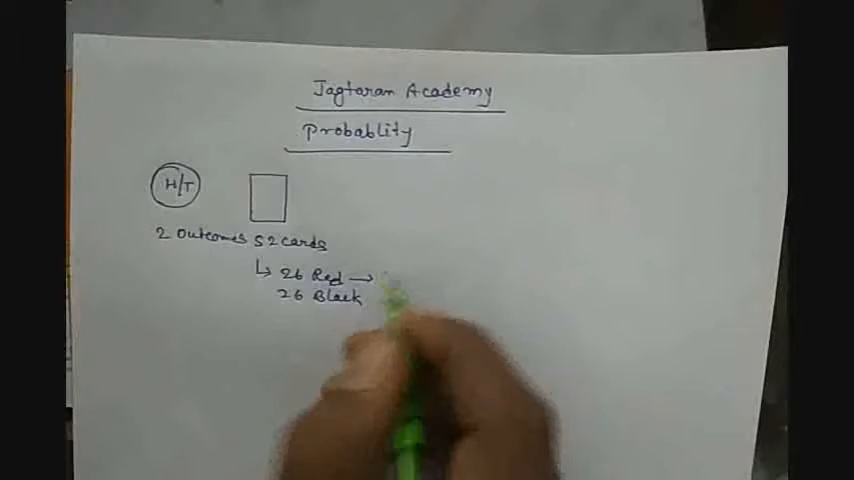 Jagtaran Academy
Probablity
H/T
2 Outcomes 52 cards
↳ 26 Red →
26 Black